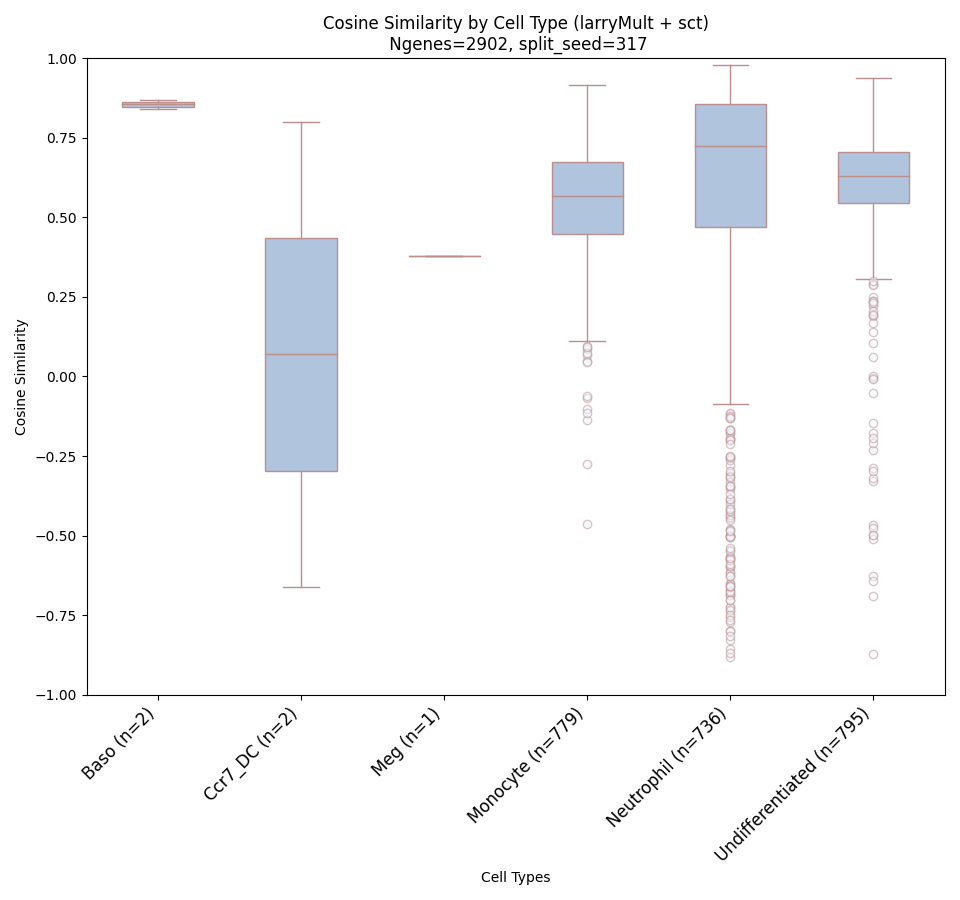 Cosine Similarity by Cell Type (larryMult + sct)
Ngenes=2902, split_seed=317
1.00
0.75
0.50
0.25
0.00
−0.25
−0.50
−0.75
−1.00
Cosine Similarity
Baso (n=2)
Ccr7_DC (n=2)
Meg (n=1)
Monocyte (n=779)
Neutrophil (n=736)
Undifferentiated (n=795)
Cell Types